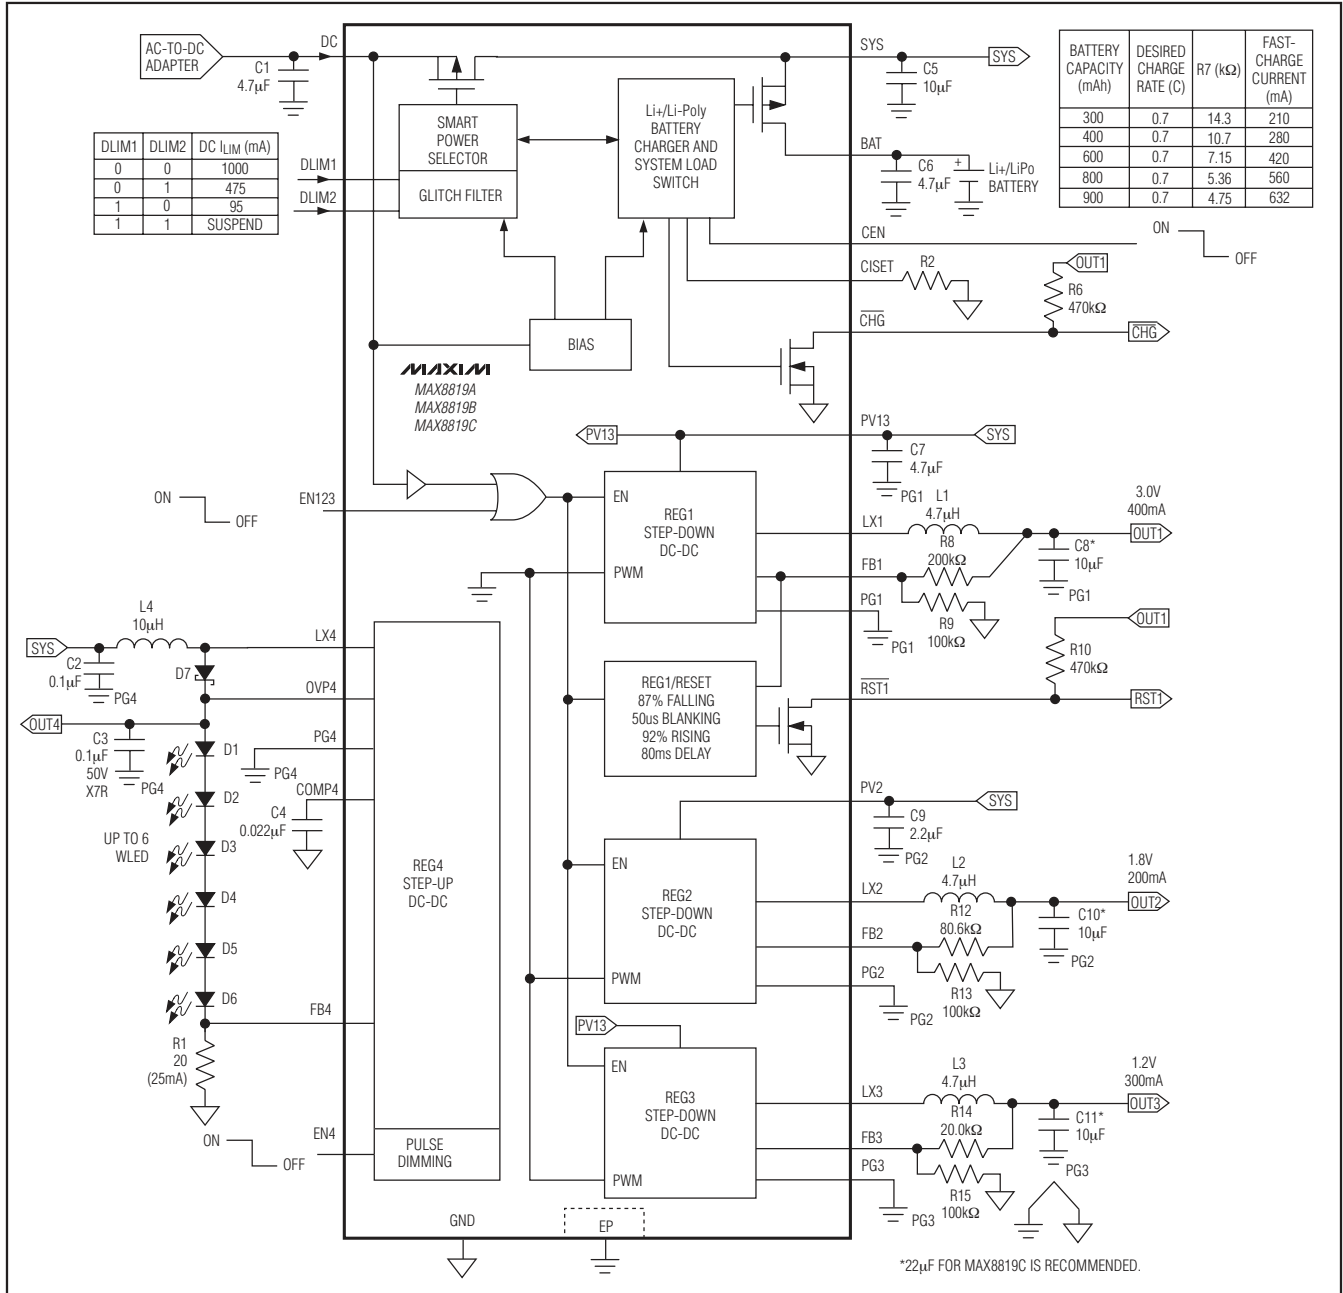 AC-TO-DC
ADAPTER
DC
C1
4.7µF
SYS
C5
10µF
SYS
BATTERY CAPACITY (mAh) DESIRED CHARGE RATE (C) R7 (kΩ) FAST-CHARGE CURRENT (mA)
300 0.7 14.3 210
400 0.7 10.7 280
600 0.7 7.15 420
800 0.7 5.36 560
900 0.7 4.75 632
DLIM1 DLIM2 DC ILIM (mA)
0 0 1000
0 1 475
1 0 95
1 1 SUSPEND
DLIM1
DLIM2
SMART
POWER
SELECTOR
GLITCH FILTER
Li+/Li-Poly
BATTERY
CHARGER AND
SYSTEM LOAD
SWITCH
BAT
C6
4.7µF
+
Li+/LiPo
BATTERY
CEN
ON
OFF
CISET
R2
OUT1
R6
470kΩ
CHG
CHG
BIAS
MAXIM
MAX8819A
MAX8819B
MAX8819C
PV13
PV13
SYS
C7
4.7µF
PG1
ON
OFF
EN123
EN
REG1
STEP-DOWN
DC-DC
PWM
LX1
L1
4.7µH
R8
200kΩ
3.0V
400mA
OUT1
C8*
10µF
PG1
FB1
R9
100kΩ
PG1
PG1
OUT1
R10
470kΩ
REG1/RESET
87% FALLING
50us BLANKING
92% RISING
80ms DELAY
RST1
RST1
L4
10µH
SYS
C2
0.1µF
PG4
LX4
D7
OVP4
OUT4
C3
0.1µF
50V
X7R
PG4
PG4
PG4
COMP4
C4
0.022µF
D1
D2
D3
D4
D5
D6
UP TO 6
WLED
FB4
R1
20
(25mA)
REG4
STEP-UP
DC-DC
PULSE
DIMMING
EN4
ON
OFF
PV2
SYS
C9
2.2µF
PG2
EN
REG2
STEP-DOWN
DC-DC
PWM
LX2
L2
4.7µH
R12
80.6kΩ
1.8V
200mA
OUT2
C10*
10µF
PG2
FB2
R13
100kΩ
PG2
PG2
PV13
EN
REG3
STEP-DOWN
DC-DC
PWM
LX3
L3
4.7µH
R14
20.0kΩ
1.2V
300mA
OUT3
C11*
10µF
PG3
FB3
R15
100kΩ
PG3
PG3
GND
EP
*22µF FOR MAX8819C IS RECOMMENDED.